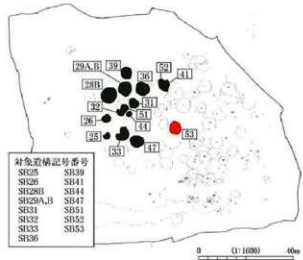 39
52
29A,B
36
41
28B
32
31
26
51
44
25
33
47
53
対象遺構記号番号
SB25 SB39
SB26 SB41
SB28B SB44
SB29A,B SB47
SB31 SB51
SB32 SB52
SB33 SB53
SB36
0 (1:1600) 40m